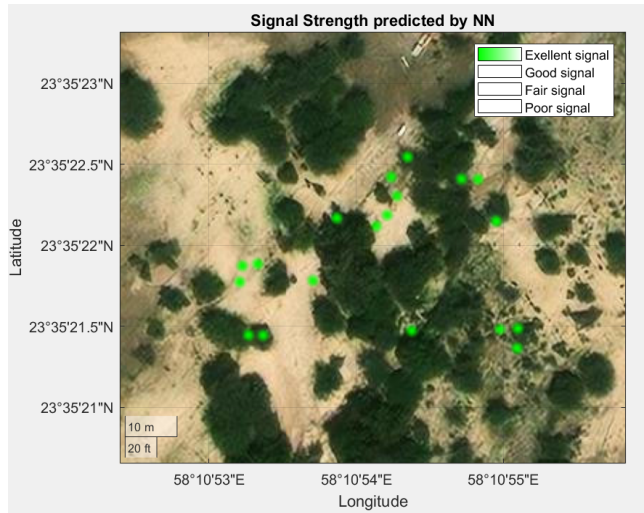 Signal Strength predicted by NN
Exellent signal
Good signal
Fair signal
Poor signal
23°35'23"N
23°35'22.5"N
23°35'22"N
23°35'21.5"N
23°35'21"N
Latitude
10 m
20 ft
58°10'53"E
58°10'54"E
58°10'55"E
Longitude